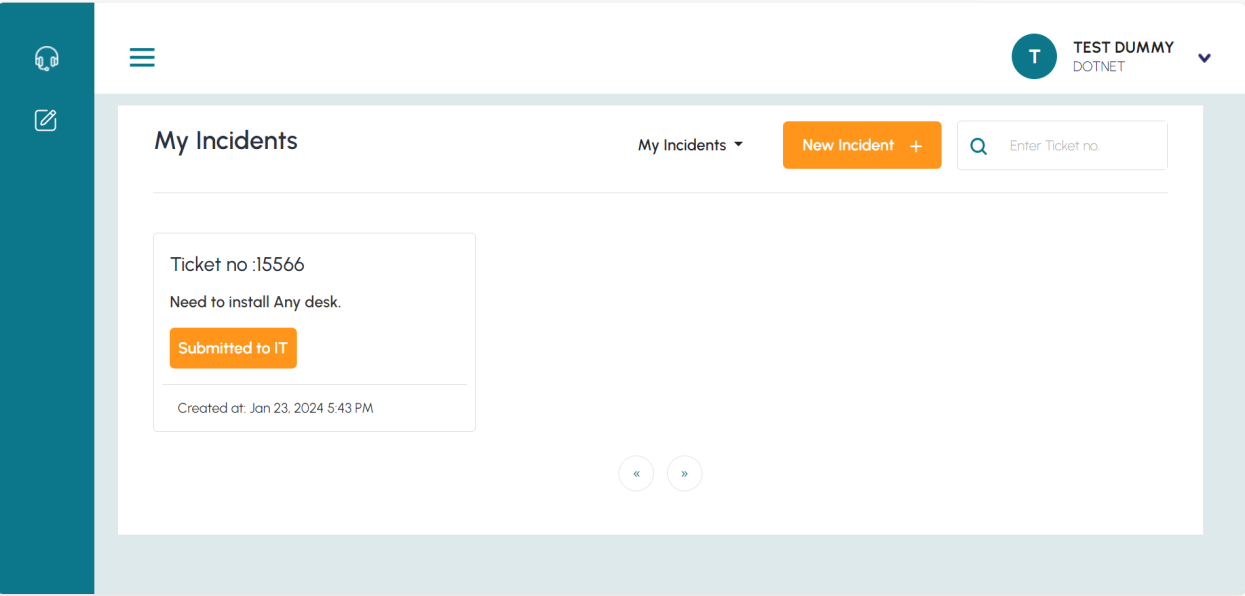 T
TEST DUMMY
DOTNET
My Incidents
My Incidents
New Incident +
Enter Ticket no.
Ticket no :15566
Need to install Any desk.
Submitted to IT
Created at: Jan 23, 2024 5:43 PM
« »